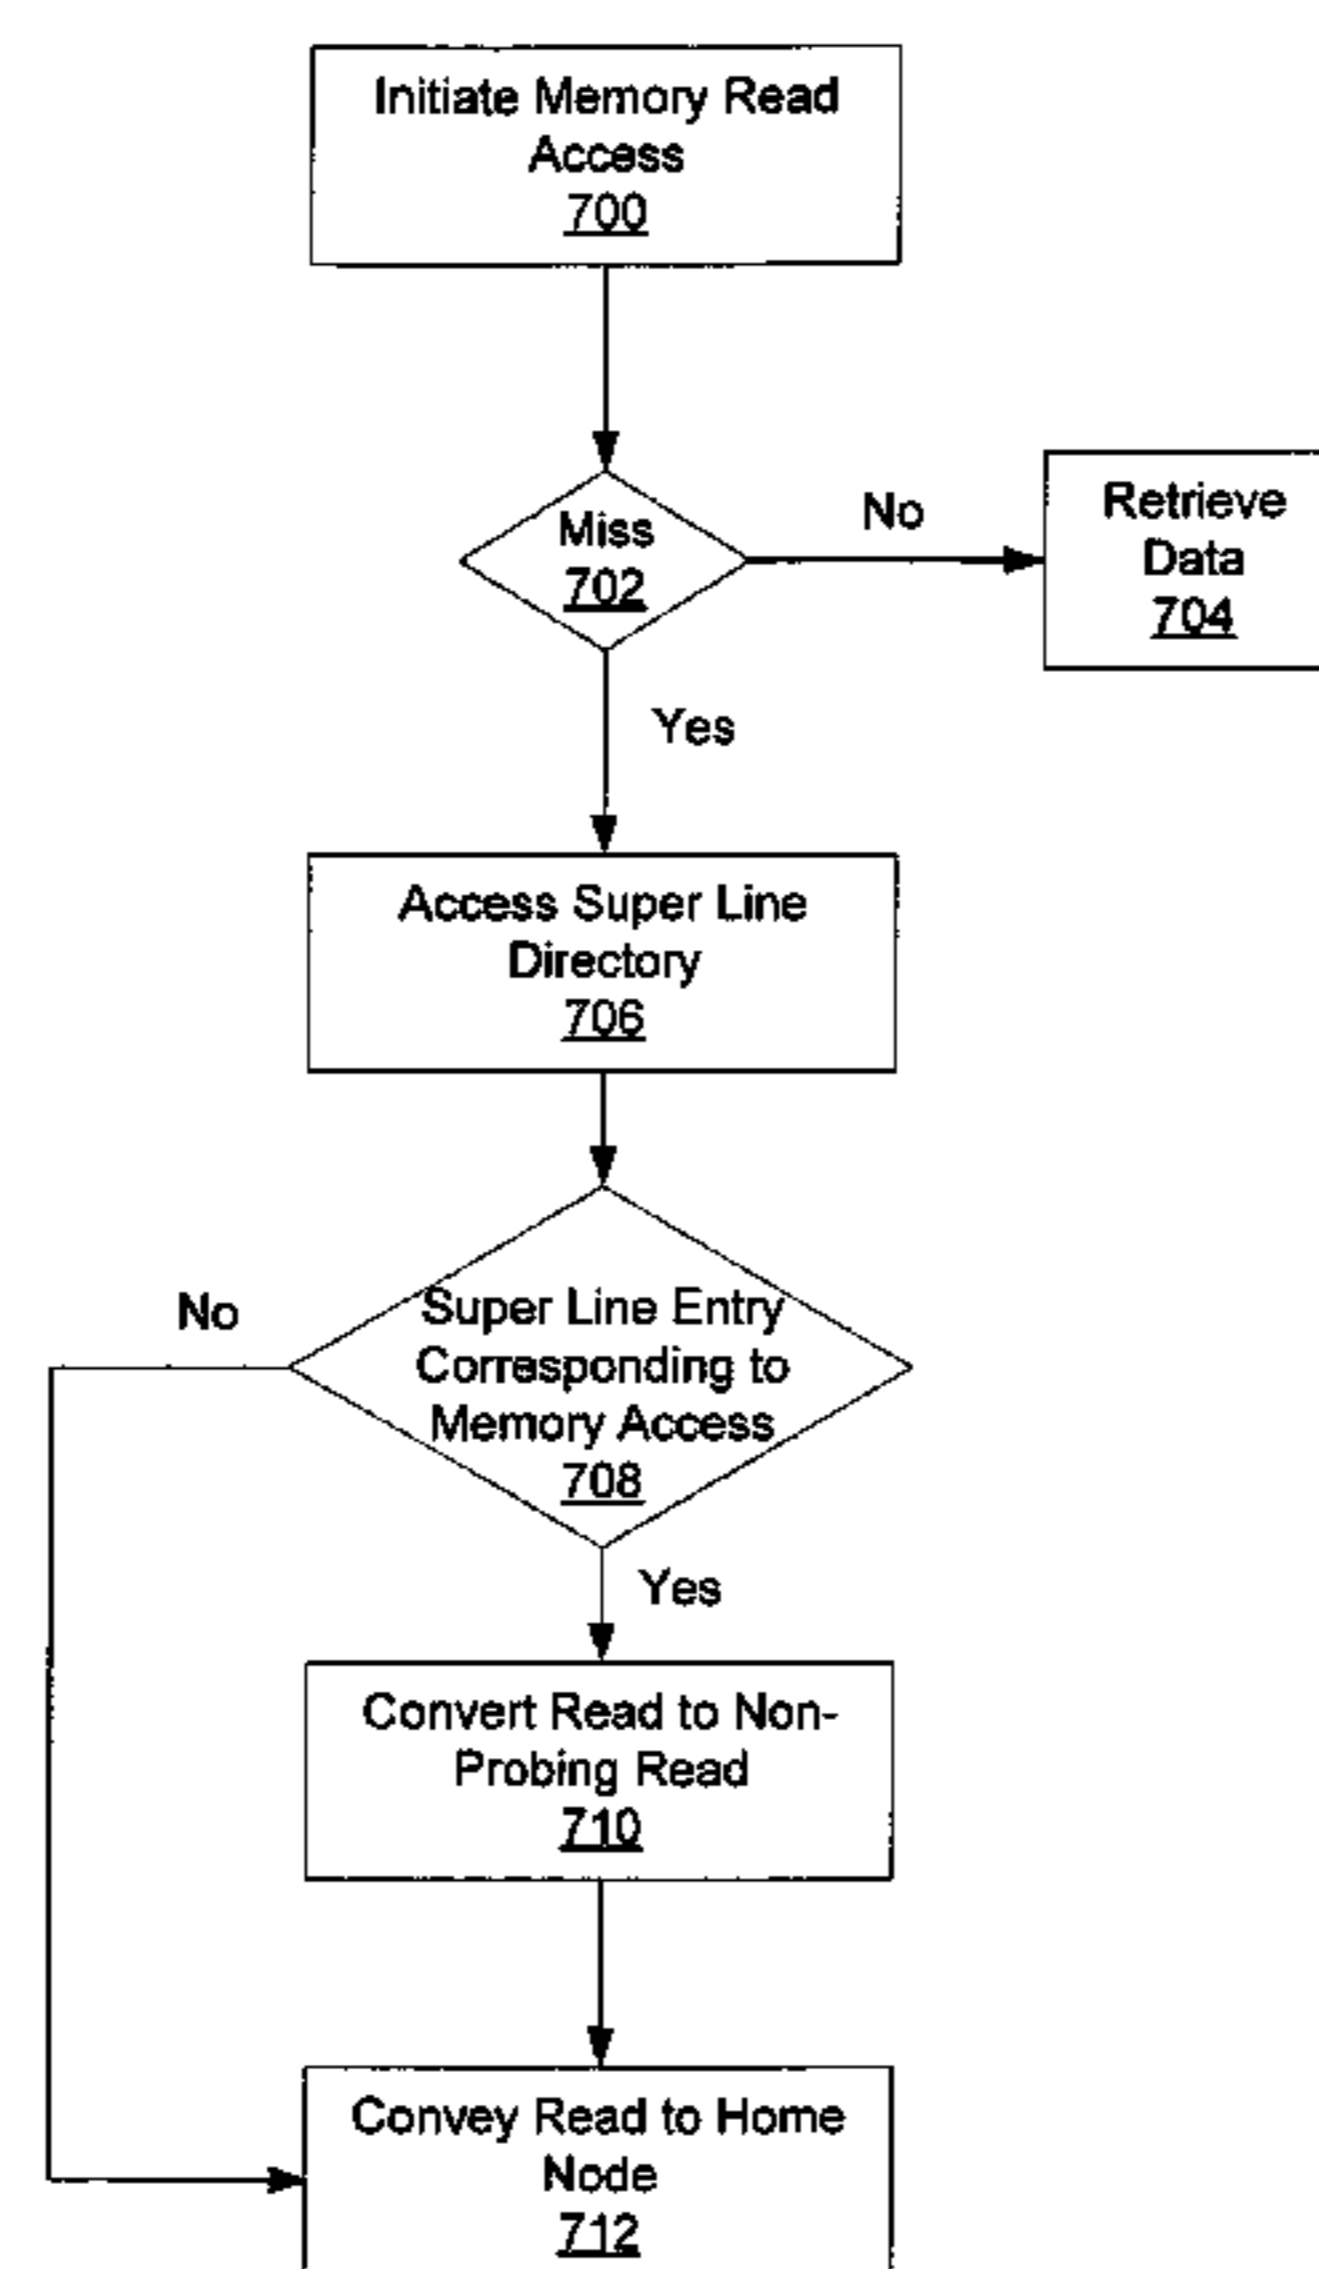 Initiate Memory Read
Access
700
Miss
702
No
Retrieve
Data
704
Yes
Access Super Line
Directory
706
No
Super Line Entry
Corresponding to
Memory Access
708
Yes
Convert Read to Non-
Probing Read
710
Convey Read to Home
Node
712